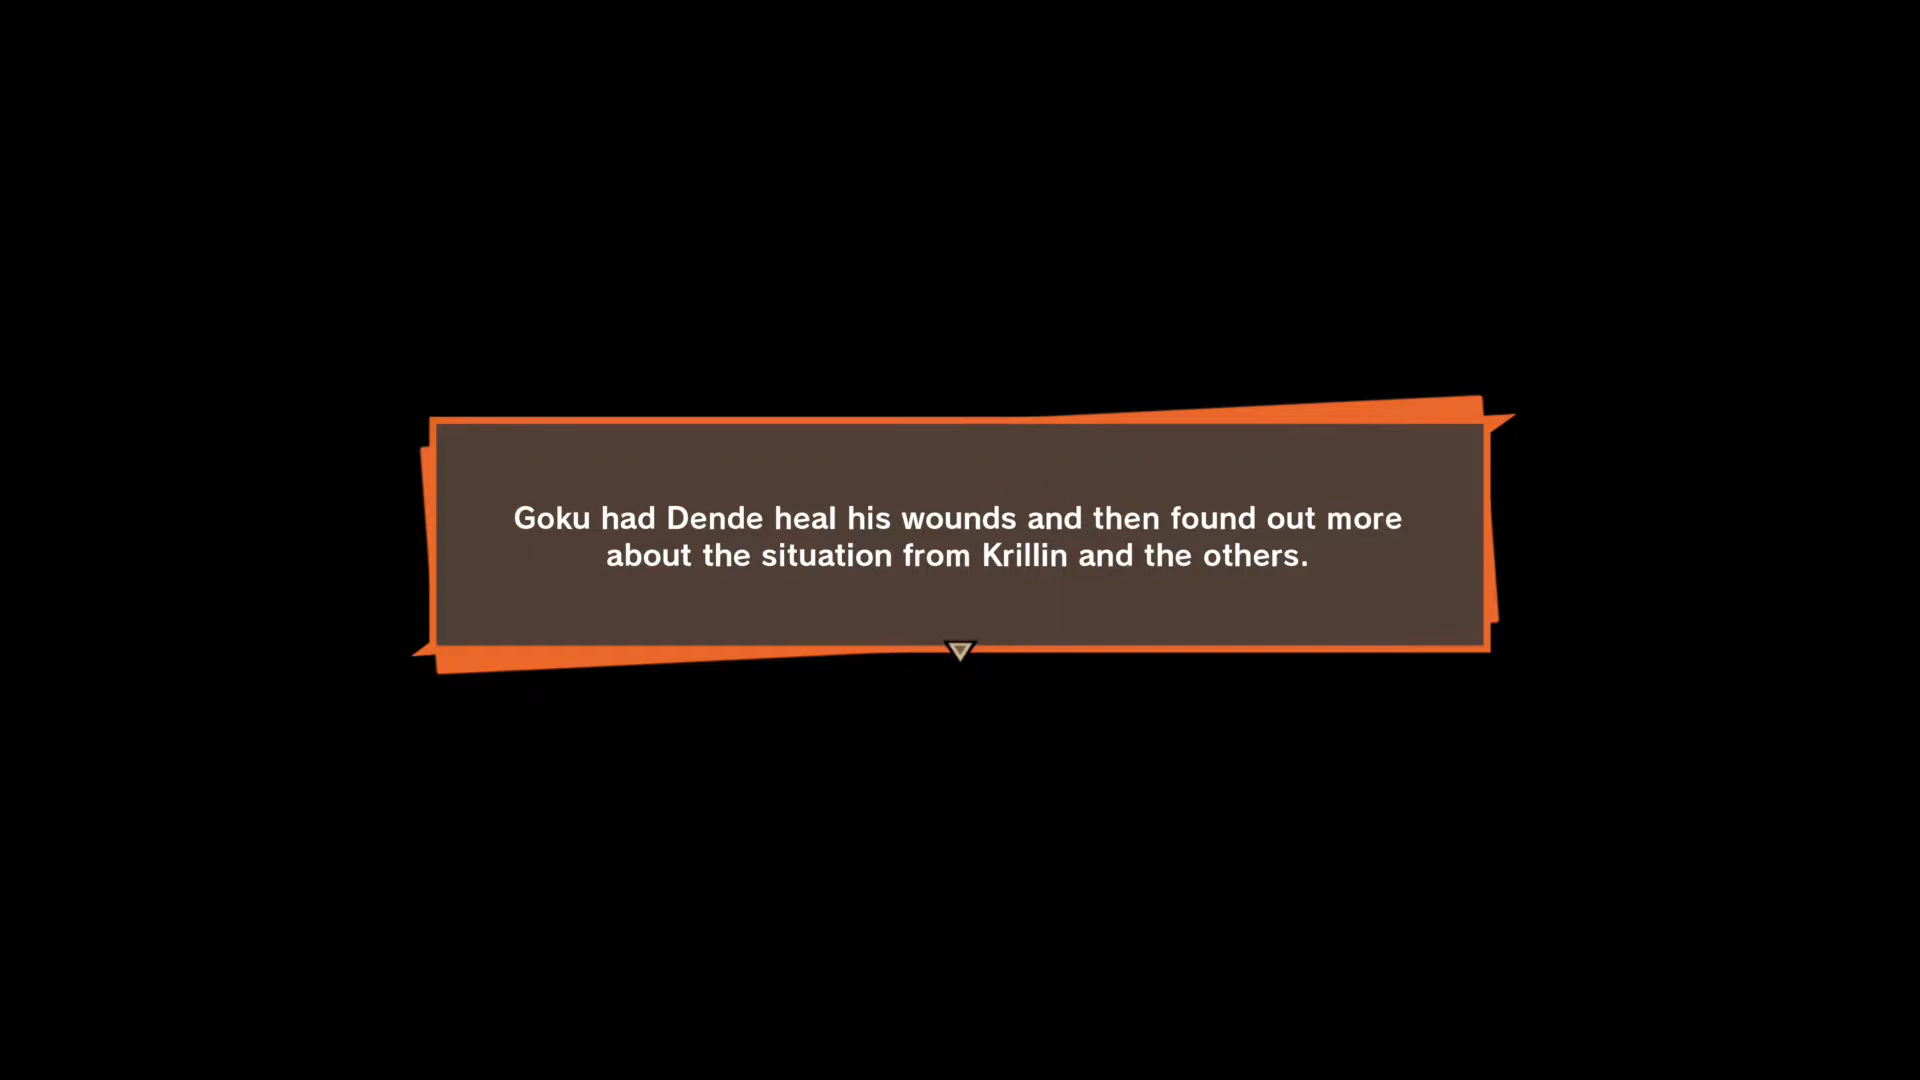 Goku had Dende heal his wounds and then found out more
about the situation from Krillin and the others.